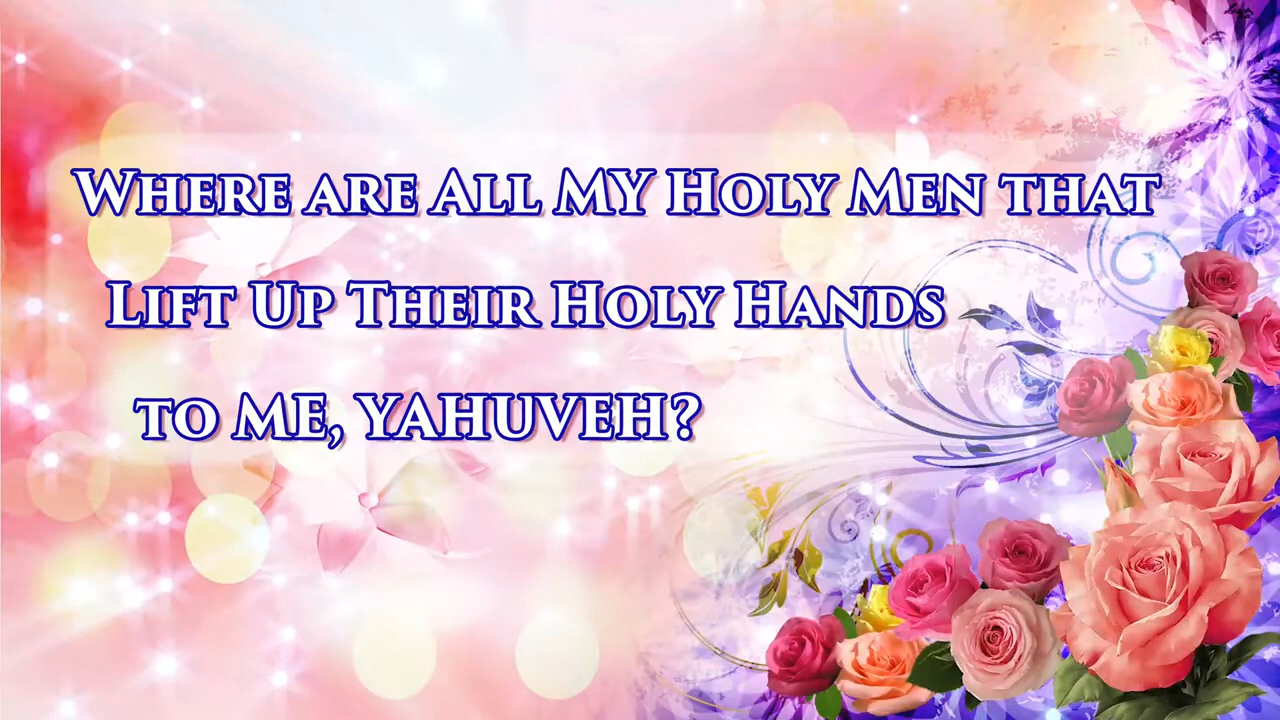 Where are All MY Holy Men that
Lift Up Their Holy Hands
to ME, YAHUVEH?